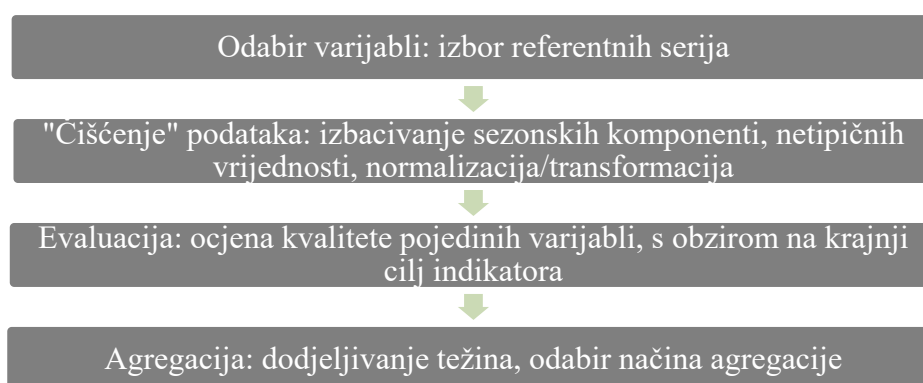 Odabir varijabli: izbor referentnih serija
"Čišćenje" podataka: izbacivanje sezonskih komponenti, netipičnih
vrijednosti, normalizacija/transformacija
Evaluacija: ocjena kvalitete pojedinih varijabli, s obzirom na krajnji
cilj indikatora
Agregacija: dodjeljivanje težina, odabir načina agregacije